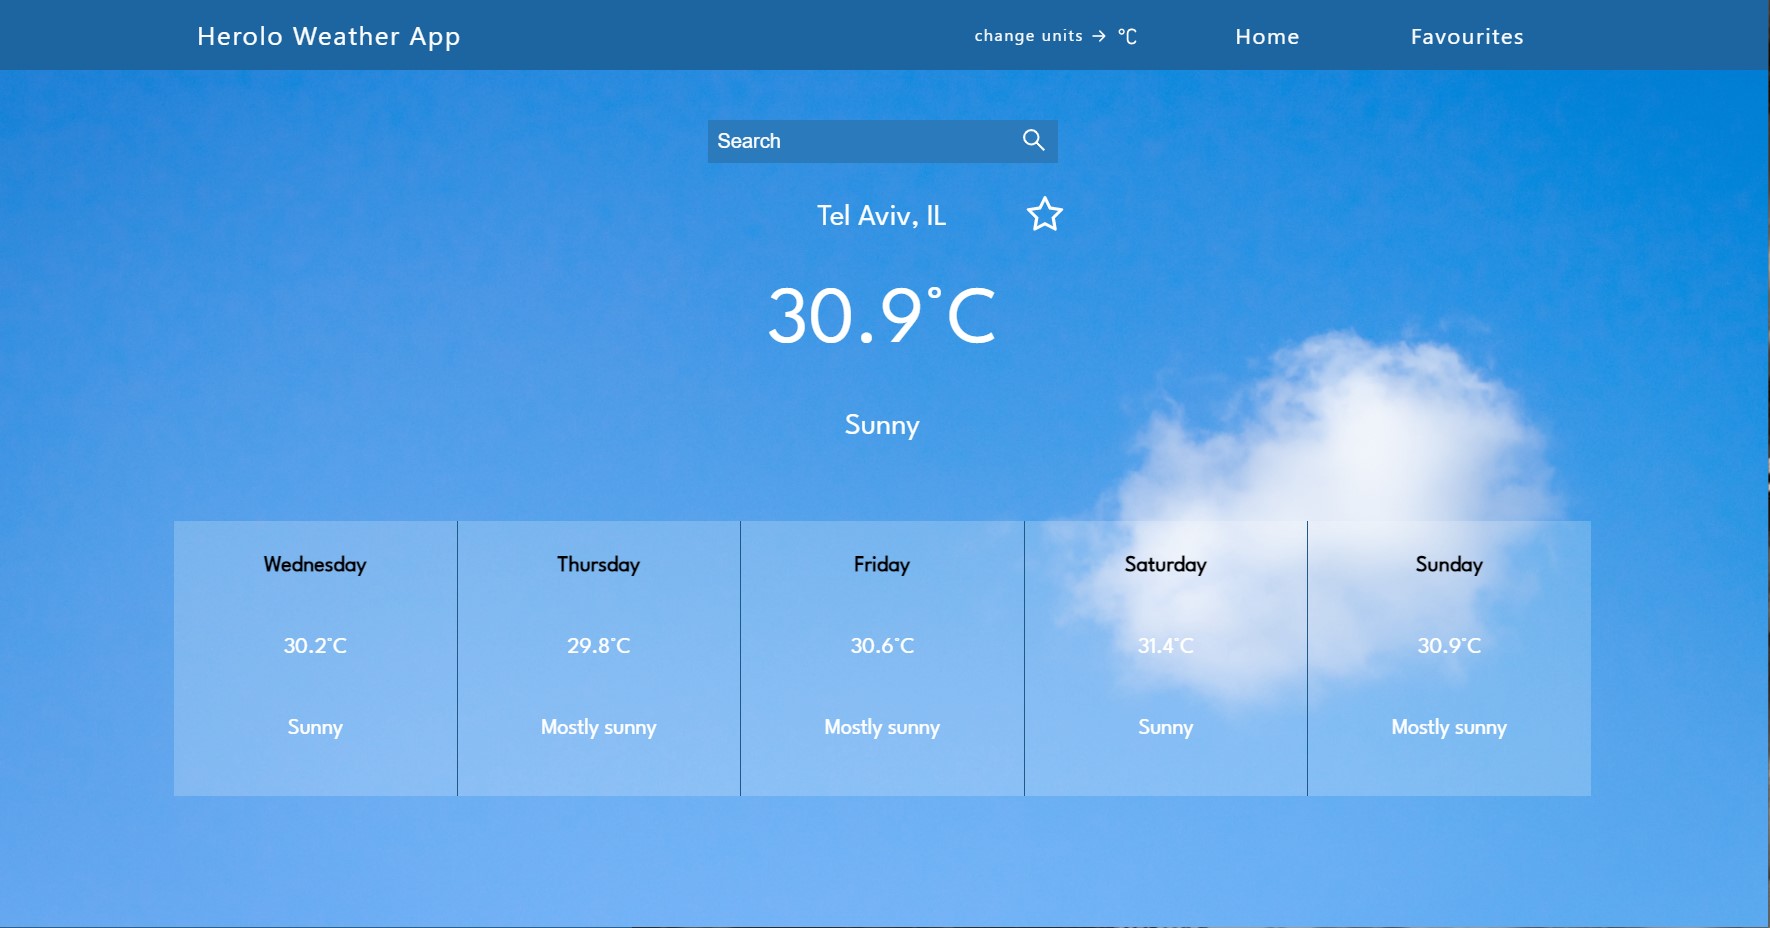 Herolo Weather App
change units → °C
Home
Favourites
Search
Tel Aviv, IL
30.9°C
Sunny
Wednesday
30.2°C
Sunny
Thursday
29.8°C
Mostly sunny
Friday
30.6°C
Mostly sunny
Saturday
31.4°C
Sunny
Sunday
30.9°C
Mostly sunny